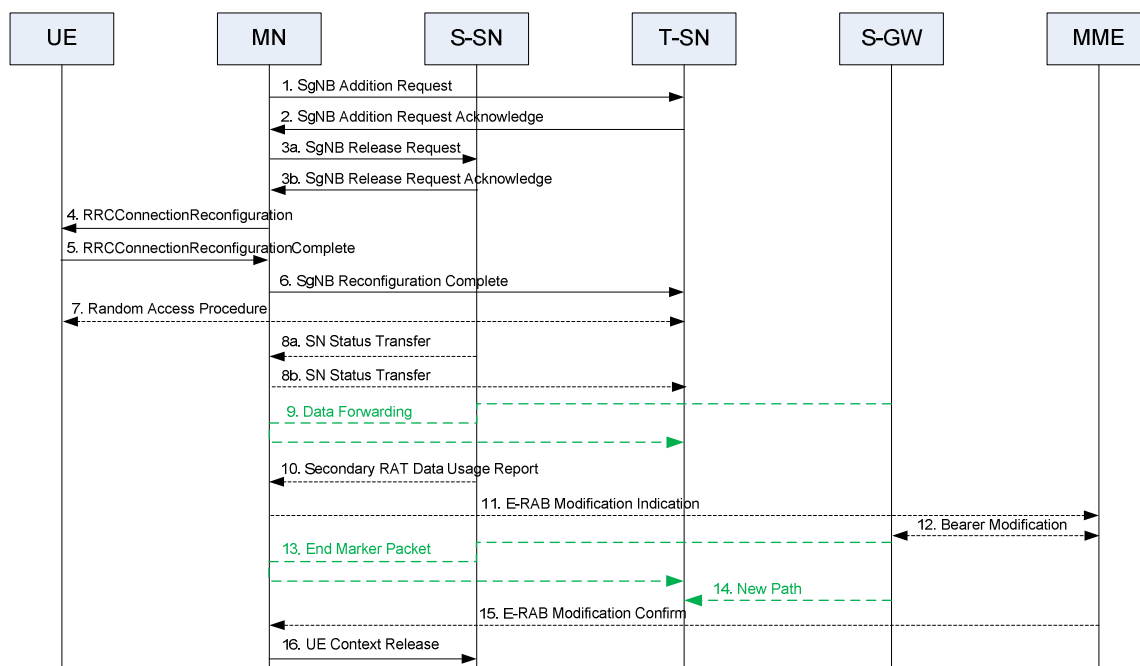 UE MN S-SN T-SN S-GW MME
1. SgNB Addition Request
2. SgNB Addition Request Acknowledge
3a. SgNB Release Request
3b. SgNB Release Request Acknowledge
4. RRCConnectionReconfiguration
5. RRCConnectionReconfigurationComplete
6. SgNB Reconfiguration Complete
7. Random Access Procedure
8a. SN Status Transfer
8b. SN Status Transfer
9. Data Forwarding
10. Secondary RAT Data Usage Report
11. E-RAB Modification Indication
12. Bearer Modification
13. End Marker Packet
14. New Path
15. E-RAB Modification Confirm
16. UE Context Release